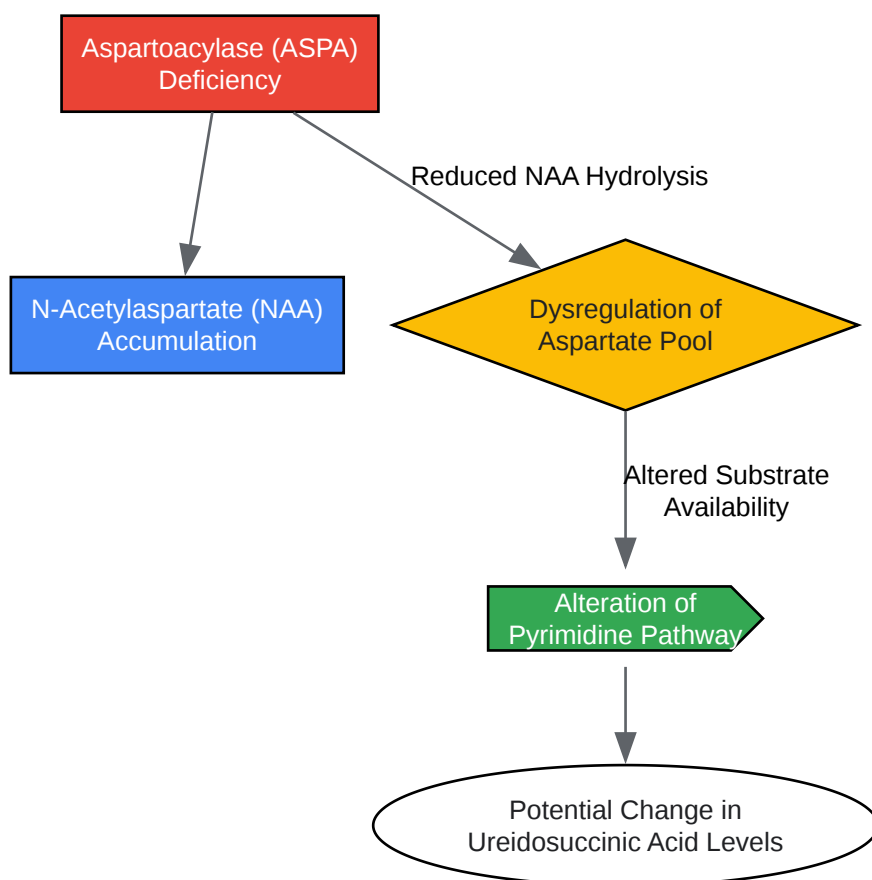 Aspartoacylase (ASPA)
Deficiency
Reduced NAA Hydrolysis
N-Acetylaspartate (NAA)
Accumulation
Dysregulation of
Aspartate Pool
Altered Substrate
Availability
Alteration of
Pyrimidine Pathway
Potential Change in
Ureidosuccinic Acid Levels